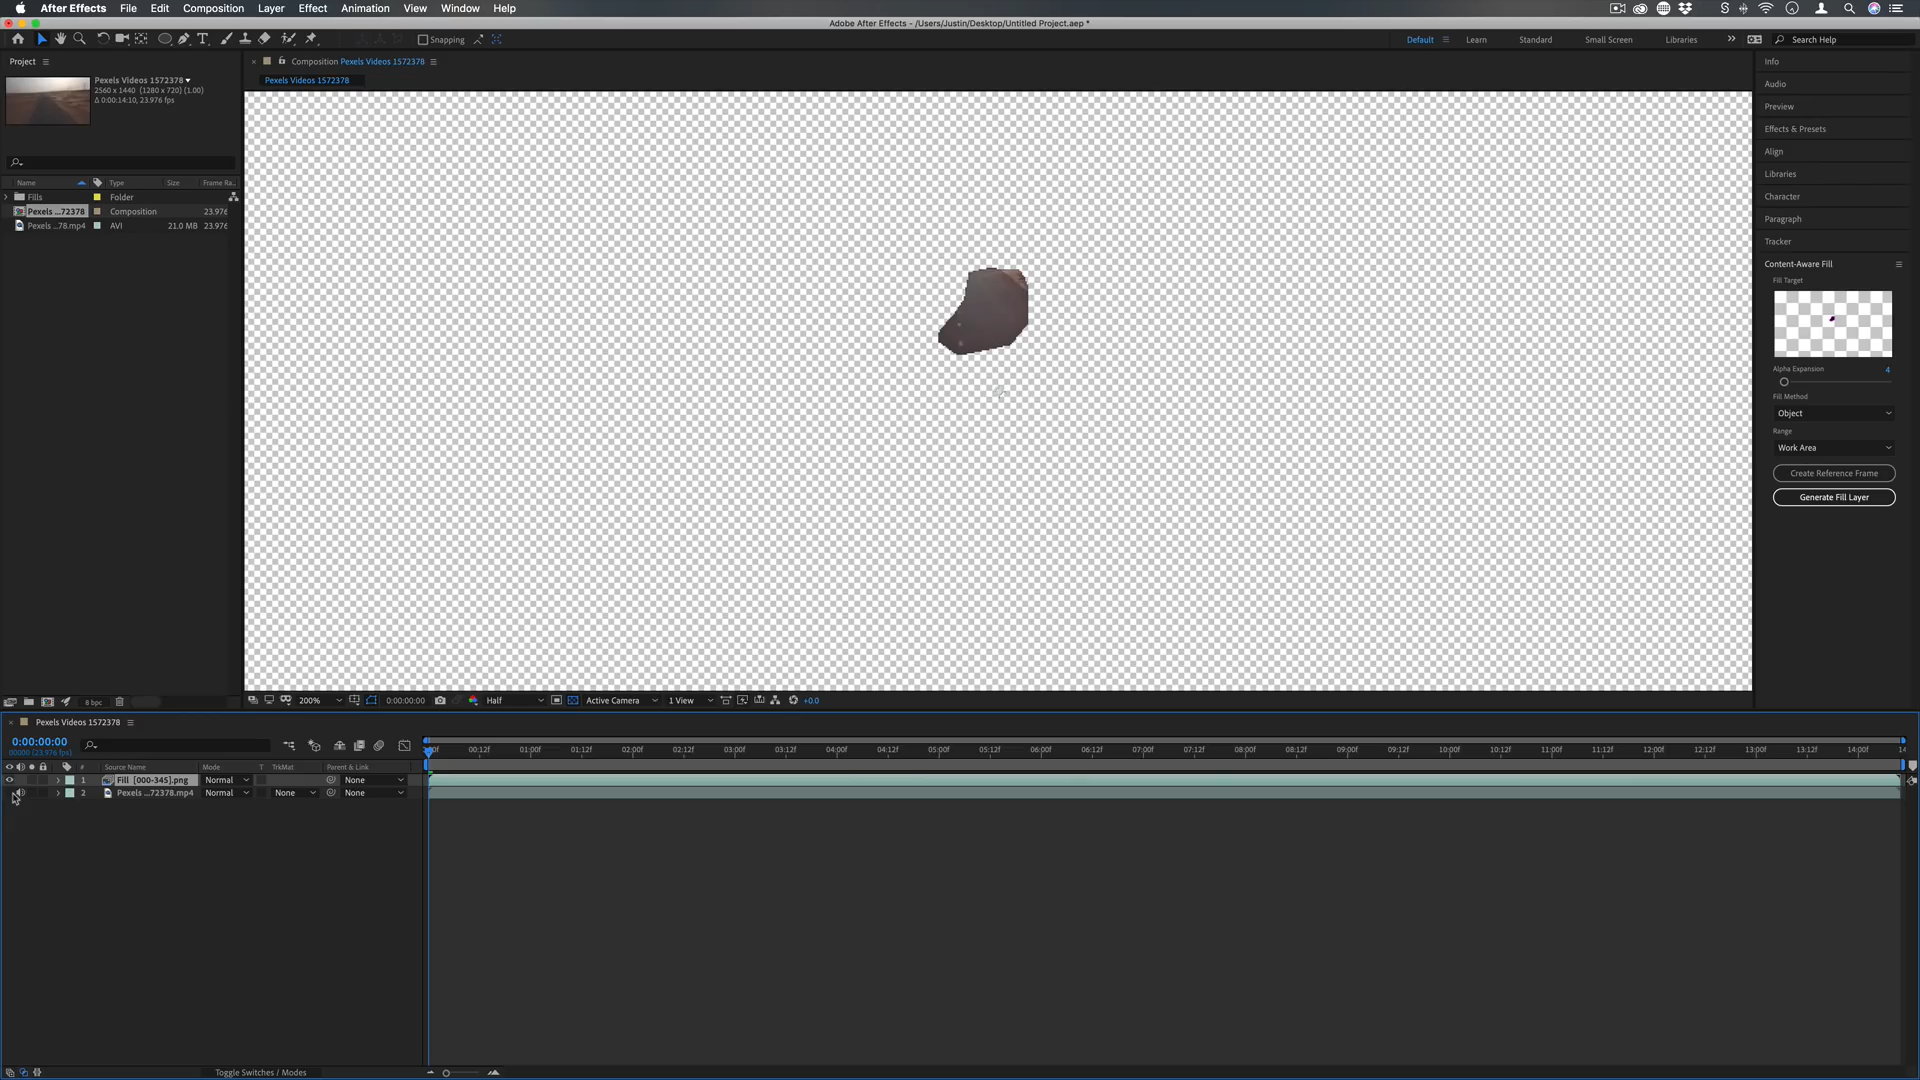 After Effects File Edit Composition Layer Effect Animation View Window Help
Adobe After Effects - /Users/Justin/Desktop/Untitled Project.aep *
Snapping
Default Learn Standard Small Screen Libraries Search Help
Project
Pexels Videos 1572378
2560 x 1440 (1280 x 720) (1.00)
Δ 0:00:14:10, 23.976 fps
Name Type Size Frame Ra...
Fills Folder
Pexels ...72378 Composition 23.976
Pexels ...78.mp4 AVI 21.0 MB 23.976
8 bpc
Composition Pexels Videos 1572378
Pexels Videos 1572378
200% 0:00:00:00 Half Active Camera 1 View +0.0
Info
Audio
Preview
Effects & Presets
Align
Libraries
Character
Paragraph
Tracker
Content-Aware Fill
Fill Target
Alpha Expansion 4
Fill Method
Object
Range
Work Area
Create Reference Frame
Generate Fill Layer
Pexels Videos 1572378
0:00:00:00
00000 (23.976 fps)
00:12f 01:00f 01:12f 02:00f 02:12f 03:00f 03:12f 04:00f 04:12f 05:00f 05:12f 06:00f 06:12f 07:00f 07:12f 08:00f 08:12f 09:00f 09:12f 10:00f 10:12f 11:00f 11:12f 12:00f 12:12f 13:00f 13:12f 14:00f 14
# Source Name Mode T TrkMat Parent & Link
1 Fill [000-345].png Normal None
2 Pexels ...72378.mp4 Normal None None
Toggle Switches / Modes